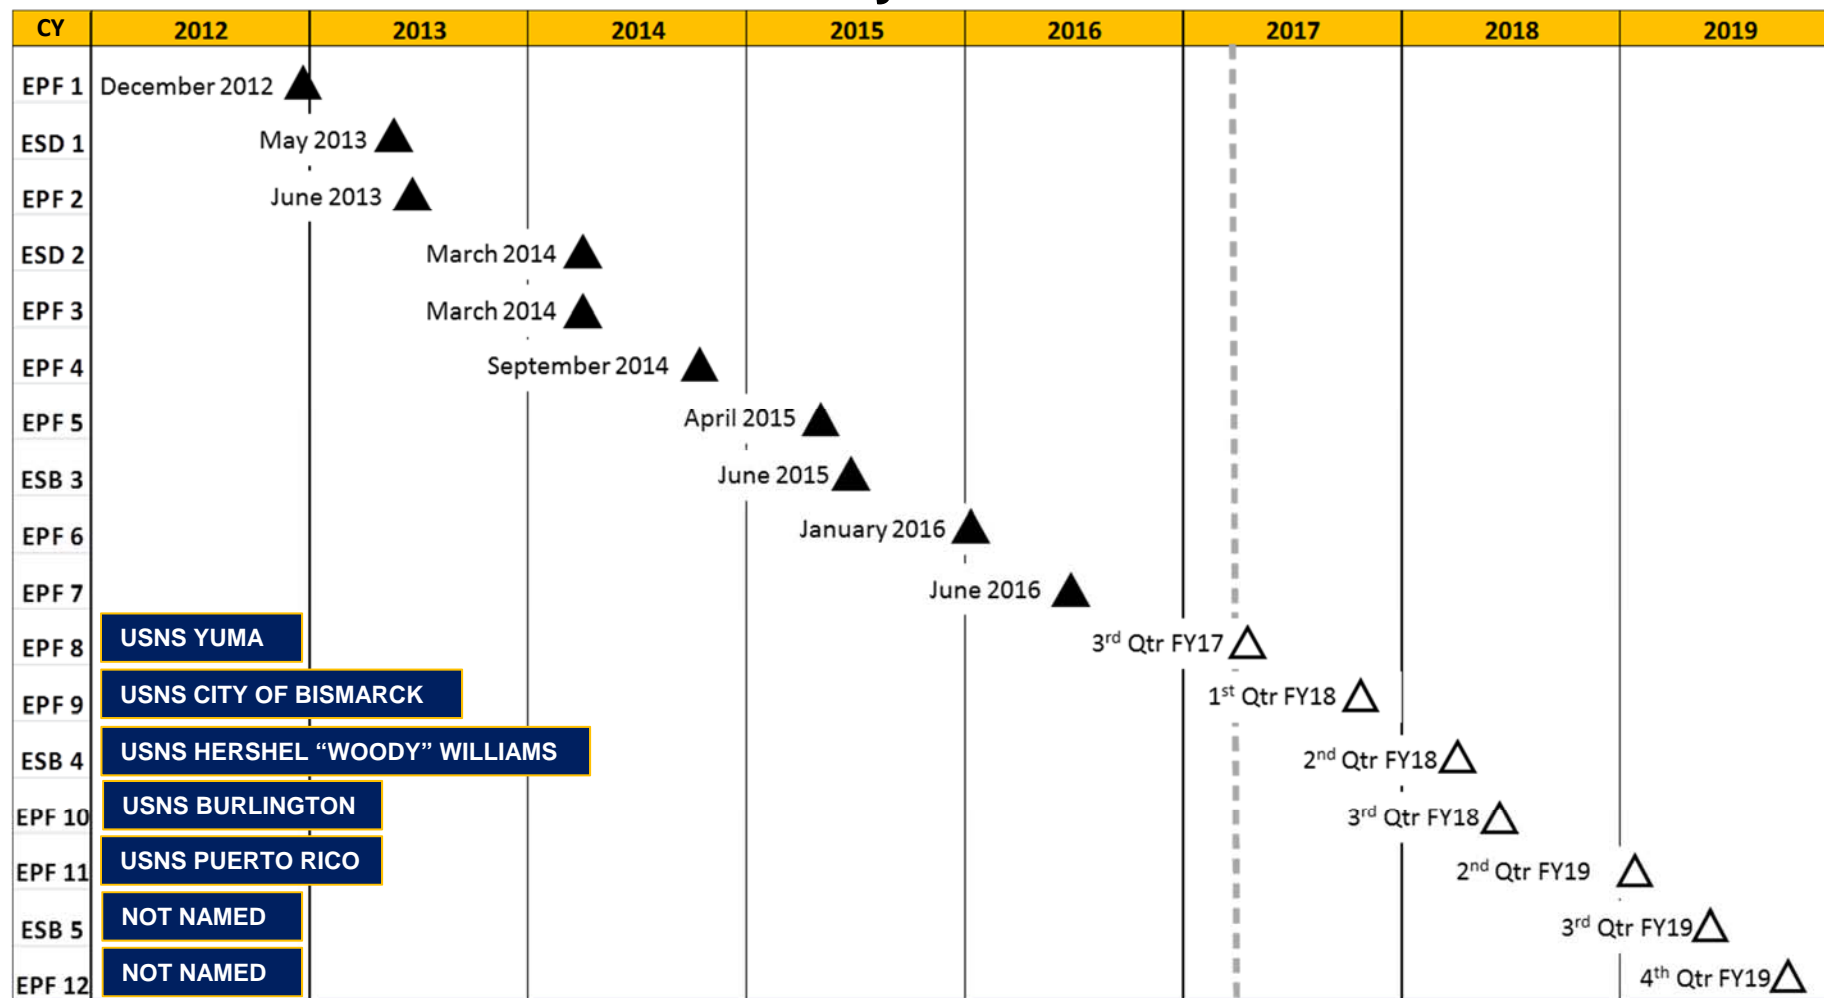 CY 2012 2013 2014 2015 2016 2017 2018 2019
EPF 1 December 2012
ESD 1 May 2013
EPF 2 June 2013
ESD 2 March 2014
EPF 3 March 2014
EPF 4 September 2014
EPF 5 April 2015
ESB 3 June 2015
EPF 6 January 2016
EPF 7 June 2016
EPF 8 USNS YUMA 3rd Qtr FY17
EPF 9 USNS CITY OF BISMARCK 1st Qtr FY18
ESB 4 USNS HERSHEL “WOODY” WILLIAMS 2nd Qtr FY18
EPF 10 USNS BURLINGTON 3rd Qtr FY18
EPF 11 USNS PUERTO RICO 2nd Qtr FY19
ESB 5 NOT NAMED 3rd Qtr FY19
EPF 12 NOT NAMED 4th Qtr FY19